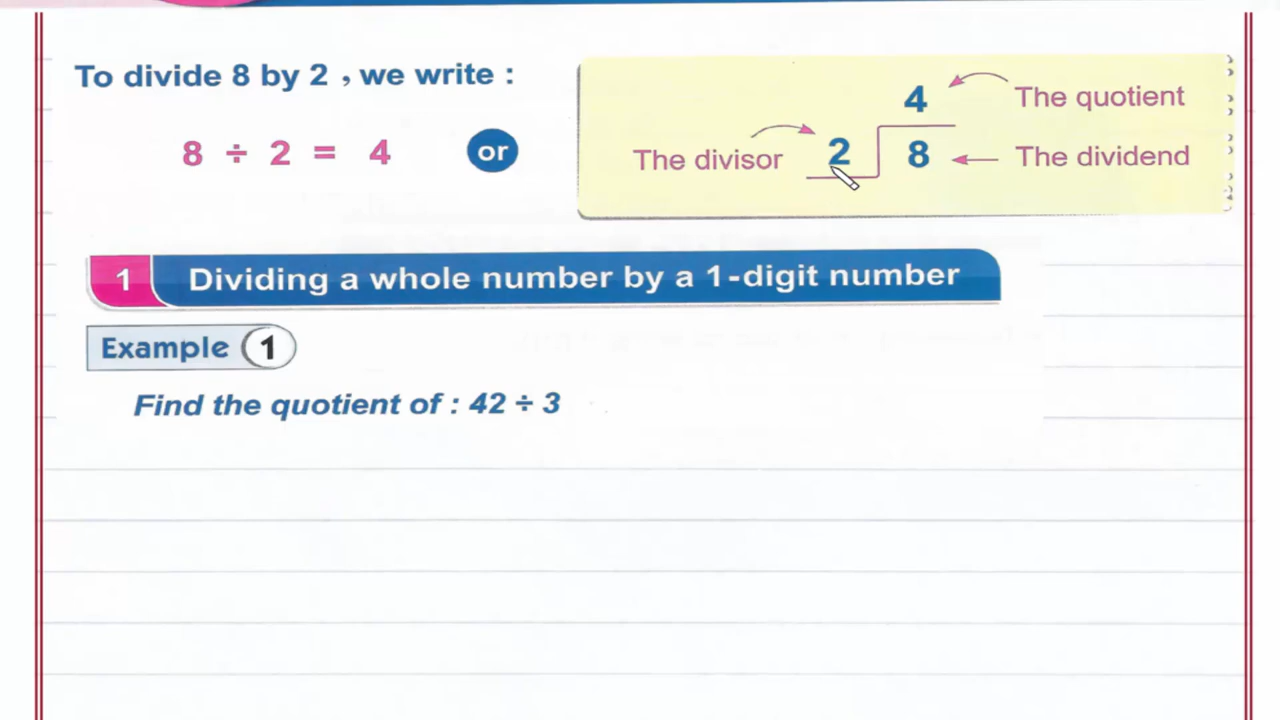 To divide 8 by 2 , we write :
8 ÷ 2 = 4
or
4
The quotient
The divisor
2
8
The dividend
1
Dividing a whole number by a 1-digit number
Example 1
Find the quotient of : 42 ÷ 3